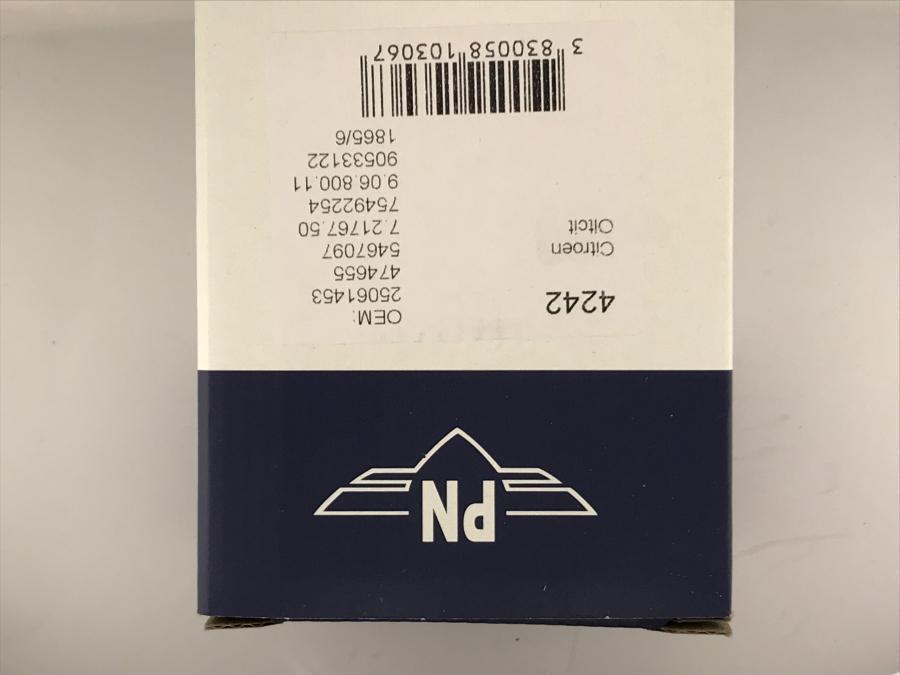 PN
4242
Citroen
Oltcit
OEM:
25061453
474655
5467097
7.21767.50
75492254
9.06.800.11
90533122
1865/6
3 830058 103067